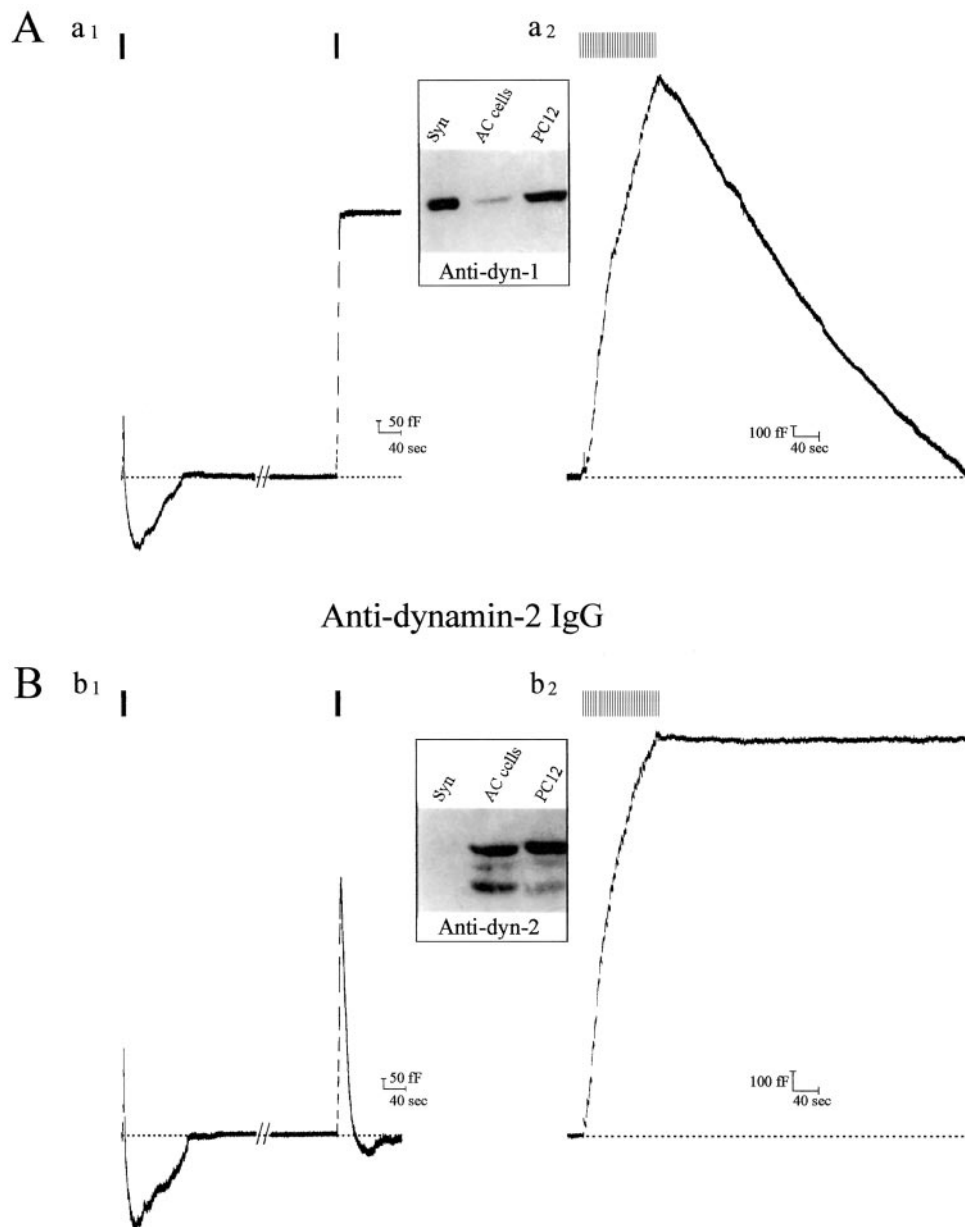 A
a1
a2
Syn
AC cells
PC12
Anti-dyn-1
50 fF
40 sec
100 fF
40 sec
Anti-dynamin-2 IgG
B
b1
b2
Syn
AC cells
PC12
Anti-dyn-2
50 fF
40 sec
100 fF
40 sec